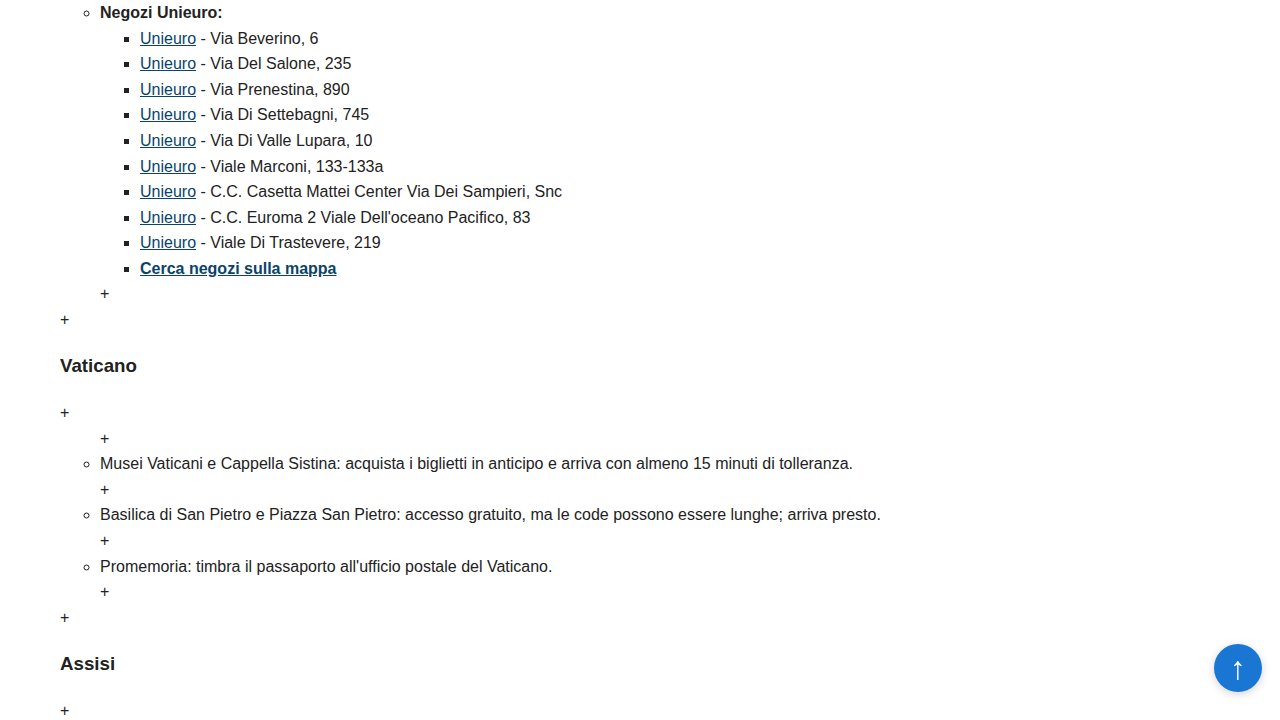 Negozi Unieuro:
Unieuro - Via Beverino, 6
Unieuro - Via Del Salone, 235
Unieuro - Via Prenestina, 890
Unieuro - Via Di Settebagni, 745
Unieuro - Via Di Valle Lupara, 10
Unieuro - Viale Marconi, 133-133a
Unieuro - C.C. Casetta Mattei Center Via Dei Sampieri, Snc
Unieuro - C.C. Euroma 2 Viale Dell'oceano Pacifico, 83
Unieuro - Viale Di Trastevere, 219
Cerca negozi sulla mappa
+
+
Vaticano
+
+
Musei Vaticani e Cappella Sistina: acquista i biglietti in anticipo e arriva con almeno 15 minuti di tolleranza.
+
Basilica di San Pietro e Piazza San Pietro: accesso gratuito, ma le code possono essere lunghe; arriva presto.
+
Promemoria: timbra il passaporto all'ufficio postale del Vaticano.
+
+
Assisi
↑
+